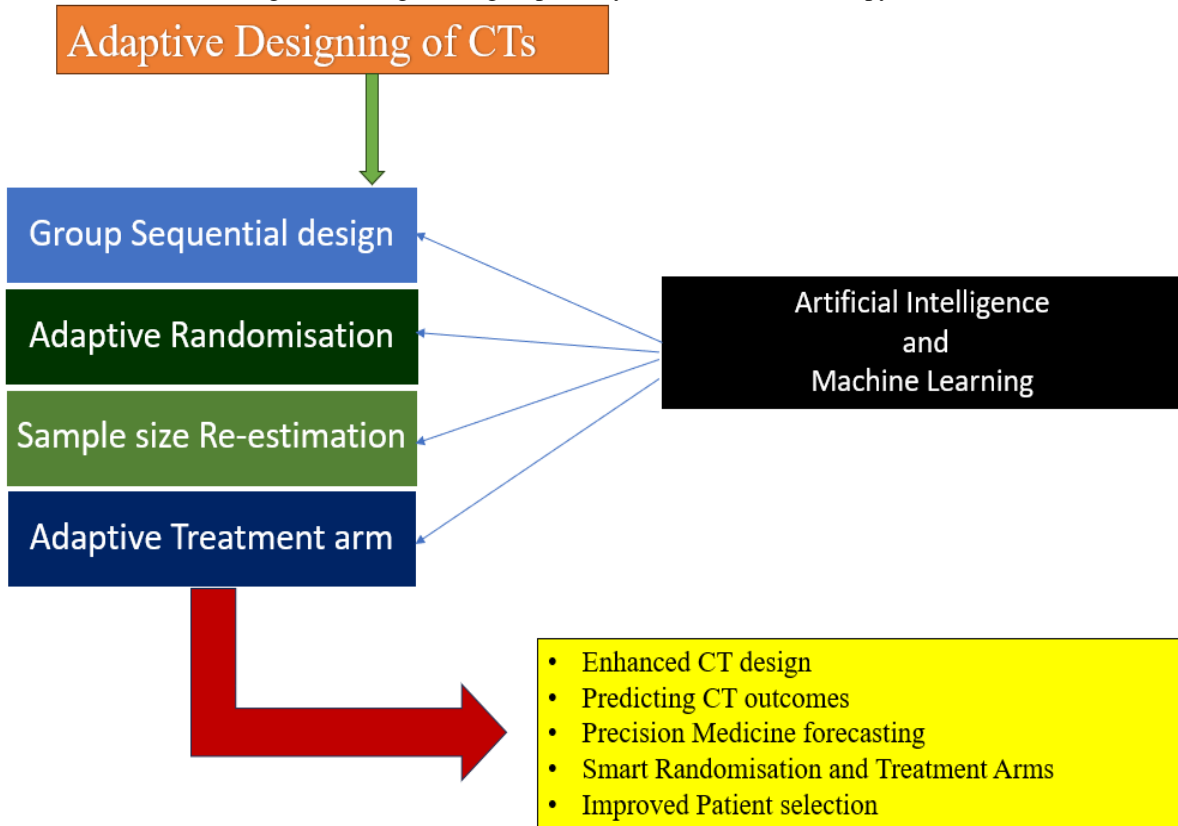 Adaptive Designing of CTs
Group Sequential design
Adaptive Randomisation
Sample size Re-estimation
Adaptive Treatment arm
Artificial Intelligence
and
Machine Learning
• Enhanced CT design
• Predicting CT outcomes
• Precision Medicine forecasting
• Smart Randomisation and Treatment Arms
• Improved Patient selection